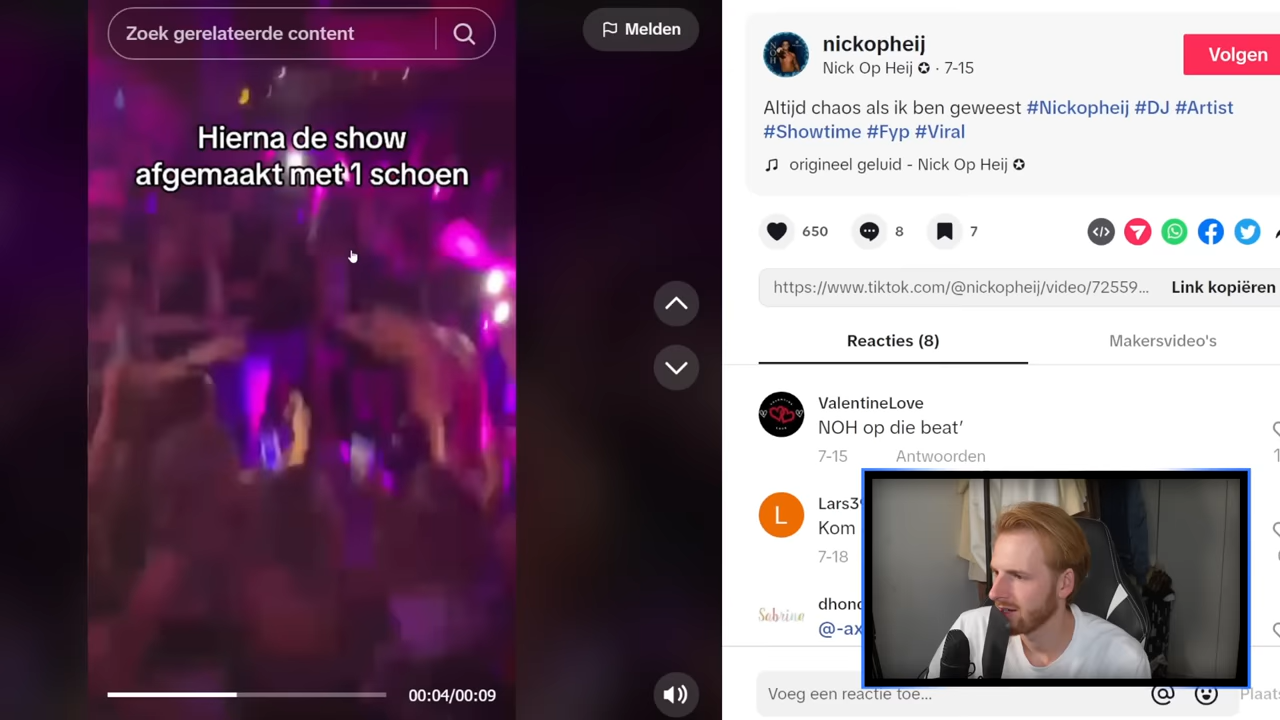 Zoek gerelateerde content
Melden
Hierna de show
afgemaakt met 1 schoen
00:04/00:09
nickopheij
Nick Op Heij · 7-15
Volgen
Altijd chaos als ik ben geweest #Nickopheij #DJ #Artist
#Showtime #Fyp #Viral
origineel geluid - Nick Op Heij
650
8
7
https://www.tiktok.com/@nickopheij/video/72559...
Link kopiëren
Reacties (8)
Makersvideo's
ValentineLove
NOH op die beat'
7-15
Antwoorden
L
Kom
7-18
Sabrina
Voeg een reactie toe...